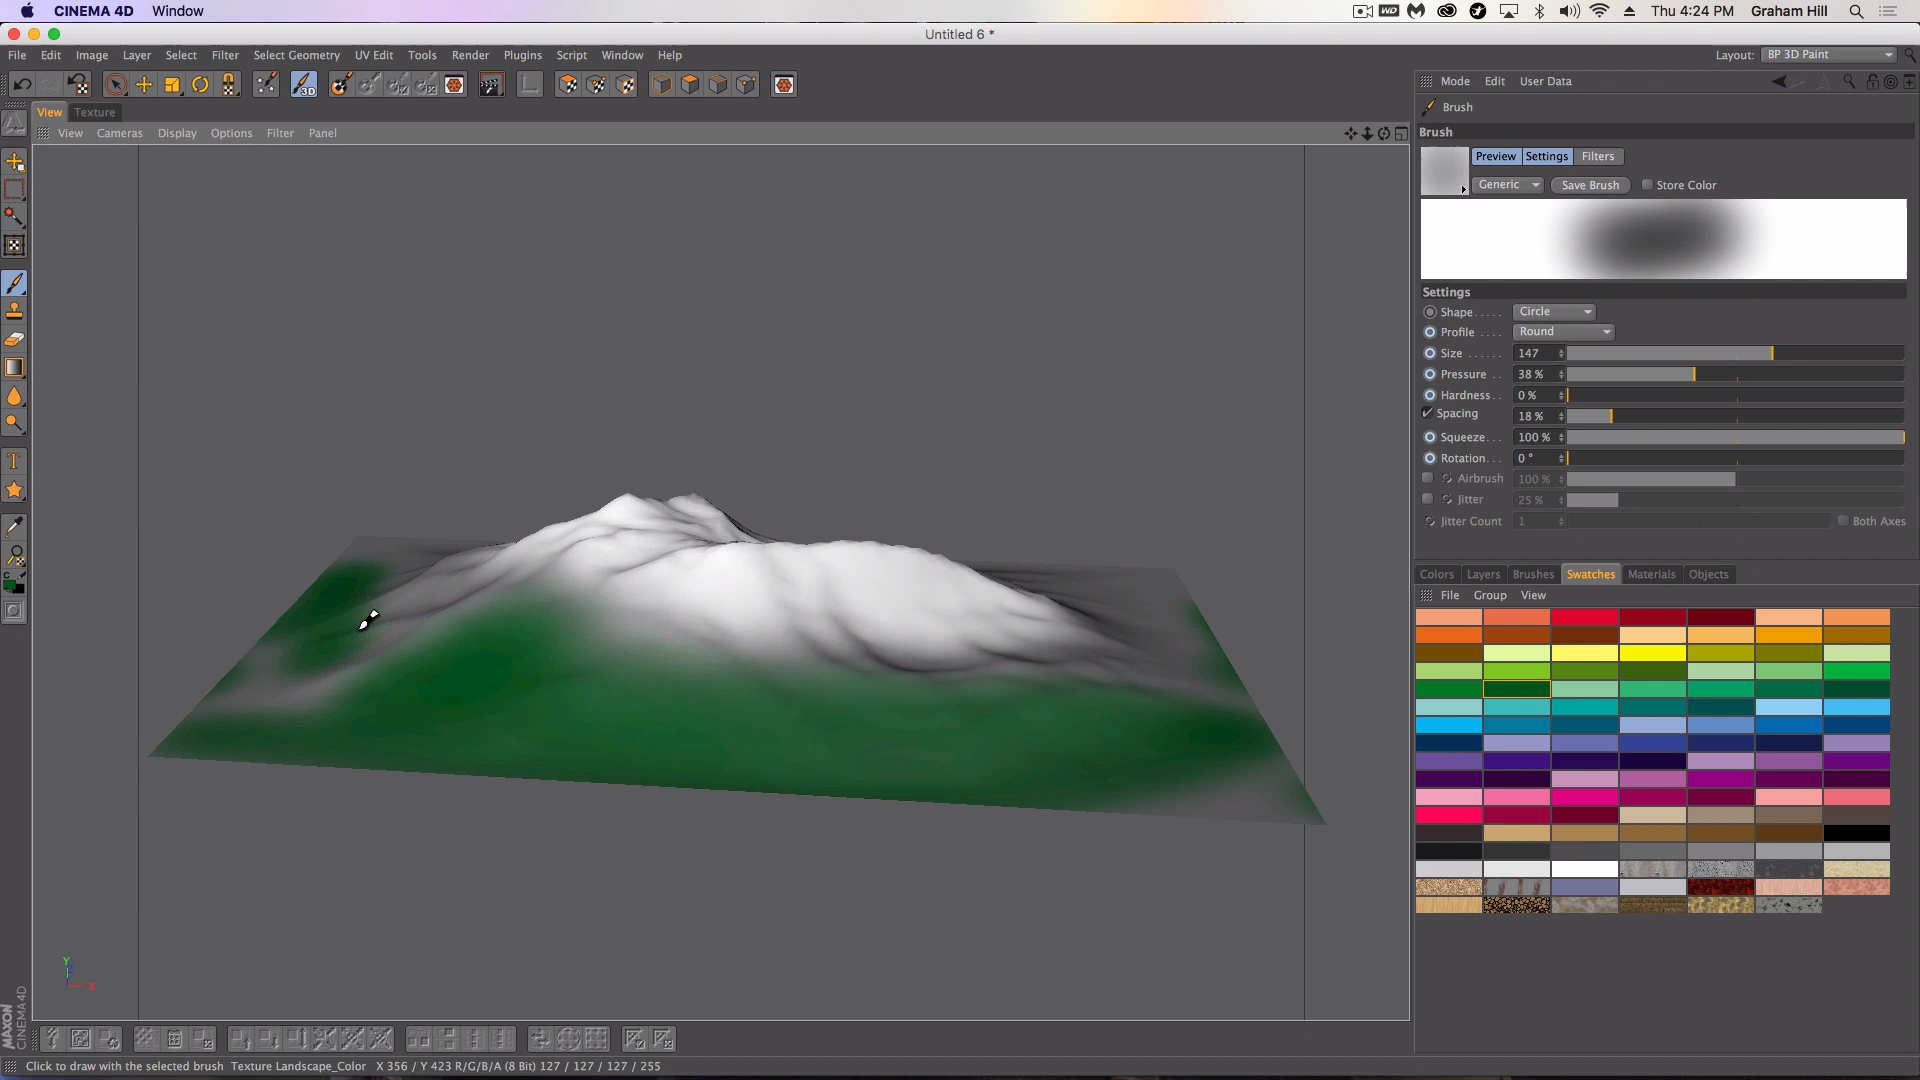 CINEMA 4D Window
WD Thu 4:24 PM Graham Hill
Untitled 6 *
File Edit Image Layer Select Filter Select Geometry UV Edit Tools Render Plugins Script Window Help
Layout: BP 3D Paint
3D
Mode Edit User Data
View Texture
Brush
View Cameras Display Options Filter Panel
Brush
Preview Settings Filters
Generic Save Brush Store Color
Settings
Shape Circle
Profile Round
Size 147
Pressure 38 %
Hardness 0 %
Spacing 18 %
Squeeze 100 %
Rotation 0 °
Airbrush 100 %
Jitter 25 %
Jitter Count 1 Both Axes
Colors Layers Brushes Swatches Materials Objects
File Group View
T
C
Y
Z
X
MAXON
CINEMA 4D
Click to draw with the selected brush Texture Landscape_Color X 356 / Y 423 R/G/B/A (8 Bit) 127 / 127 / 127 / 255